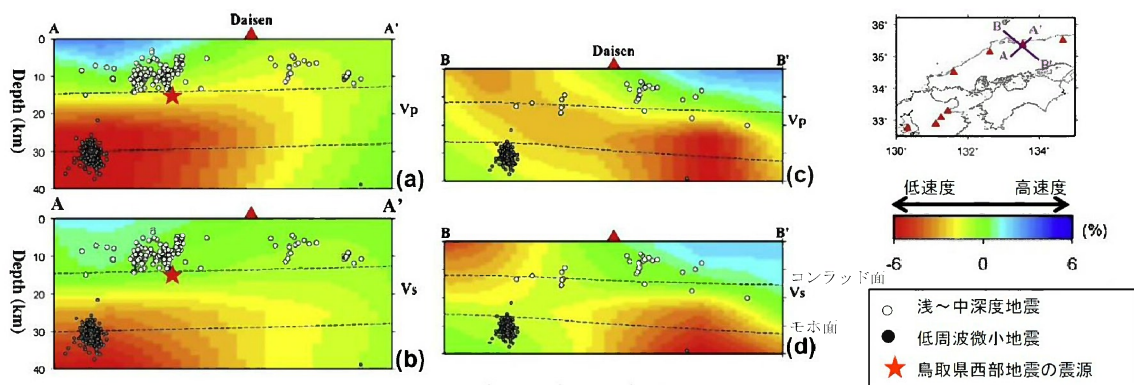 A Daisen A'
0
10
20
30
40
Depth (km)
Vp
(a)
A A'
0
10
20
30
40
Depth (km)
Vs
(b)
B Daisen B'
Vp
(c)
B B'
コンラッド面
Vs
モホ面
(d)
36°
35°
34°
33°
130° 132° 134°
B A'
A B'
低速度 高速度
(%)
-6 0 6
浅～中深度地震
低周波微小地震
鳥取県西部地震の震源